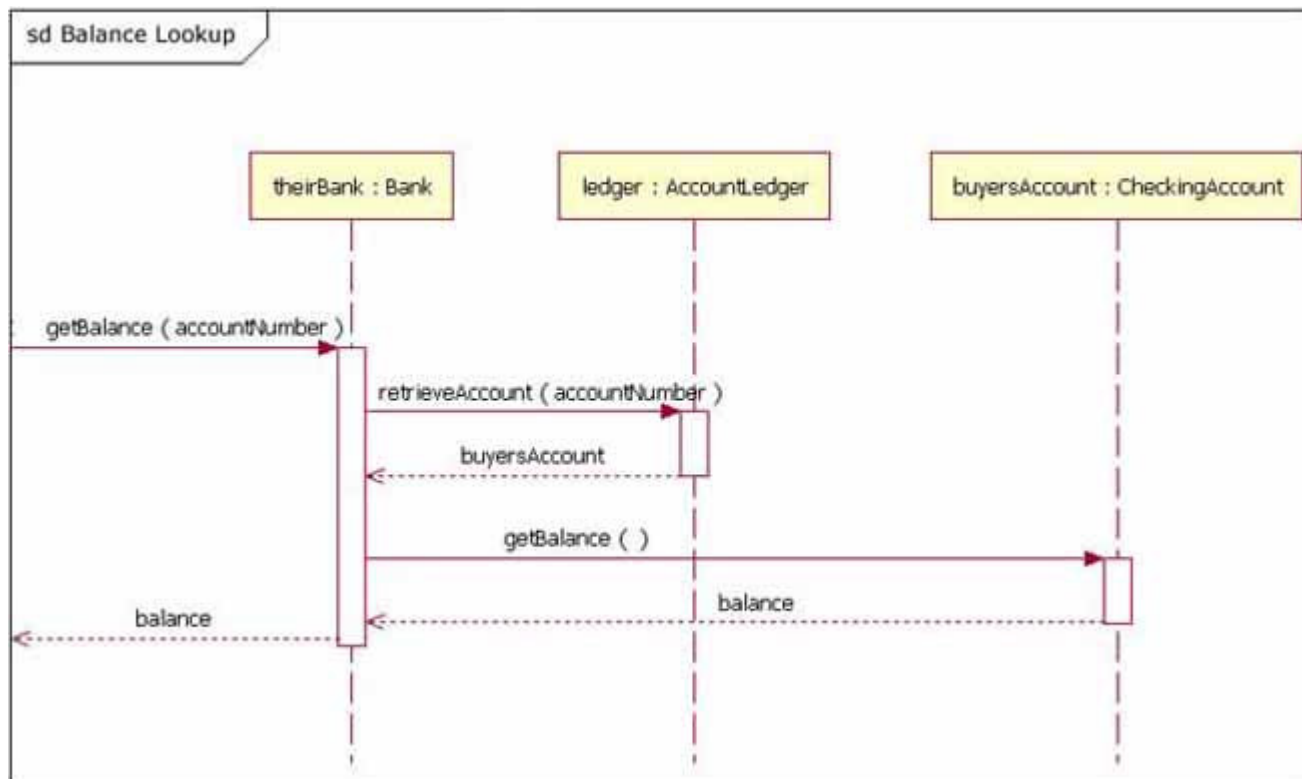 sd Balance Lookup
theirBank : Bank
ledger : AccountLedger
buyersAccount : CheckingAccount
getBalance ( accountNumber )
retrieveAccount ( accountNumber )
buyersAccount
getBalance ( )
balance
balance